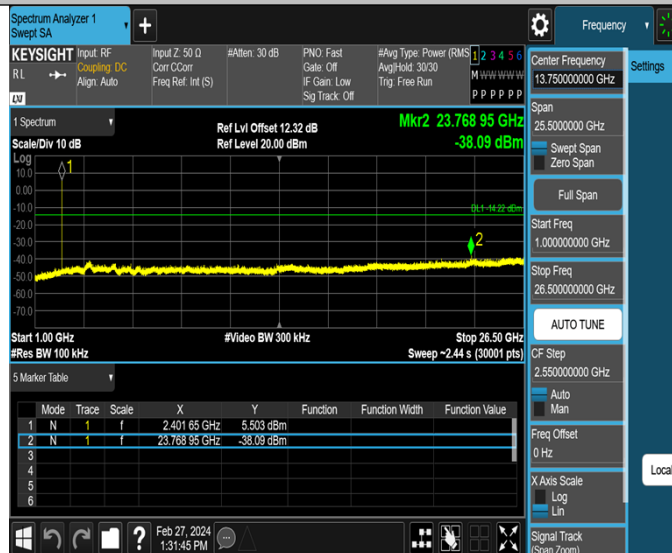 Spectrum Analyzer 1
Swept SA
+
Frequency
KEYSIGHT
RL
LXI
Input: RF
Coupling: DC
Align: Auto
Input Z: 50 Ω
Corr CCorr
Freq Ref: Int (S)
#Atten: 30 dB
PNO: Fast
Gate: Off
IF Gain: Low
Sig Track: Off
#Avg Type: Power (RMS
Avg|Hold: 30/30
Trig: Free Run
1 2 3 4 5 6
M W W W W W
P P P P P P
Center Frequency
13.750000000 GHz
Settings
Span
25.5000000 GHz
Swept Span
Zero Span
Full Span
Start Freq
1.000000000 GHz
Stop Freq
26.500000000 GHz
AUTO TUNE
CF Step
2.550000000 GHz
Auto
Man
Freq Offset
0 Hz
X Axis Scale
Log
Lin
Signal Track
(Span Zoom)
Local
1 Spectrum
Scale/Div 10 dB
Ref Lvl Offset 12.32 dB
Ref Level 20.00 dBm
Mkr2 23.768 95 GHz
-38.09 dBm
Log
10.0
0.00
-10.0
-20.0
-30.0
-40.0
-50.0
-60.0
-70.0
1
DL1 -14.22 dBm
2
Start 1.00 GHz
#Res BW 100 kHz
#Video BW 300 kHz
Stop 26.50 GHz
Sweep ~2.44 s (30001 pts)
5 Marker Table
Mode Trace Scale X Y Function Function Width Function Value
1 N 1 f 2.401 65 GHz 5.503 dBm
2 N 1 f 23.768 95 GHz -38.09 dBm
3
4
5
6
?
Feb 27, 2024
1:31:45 PM